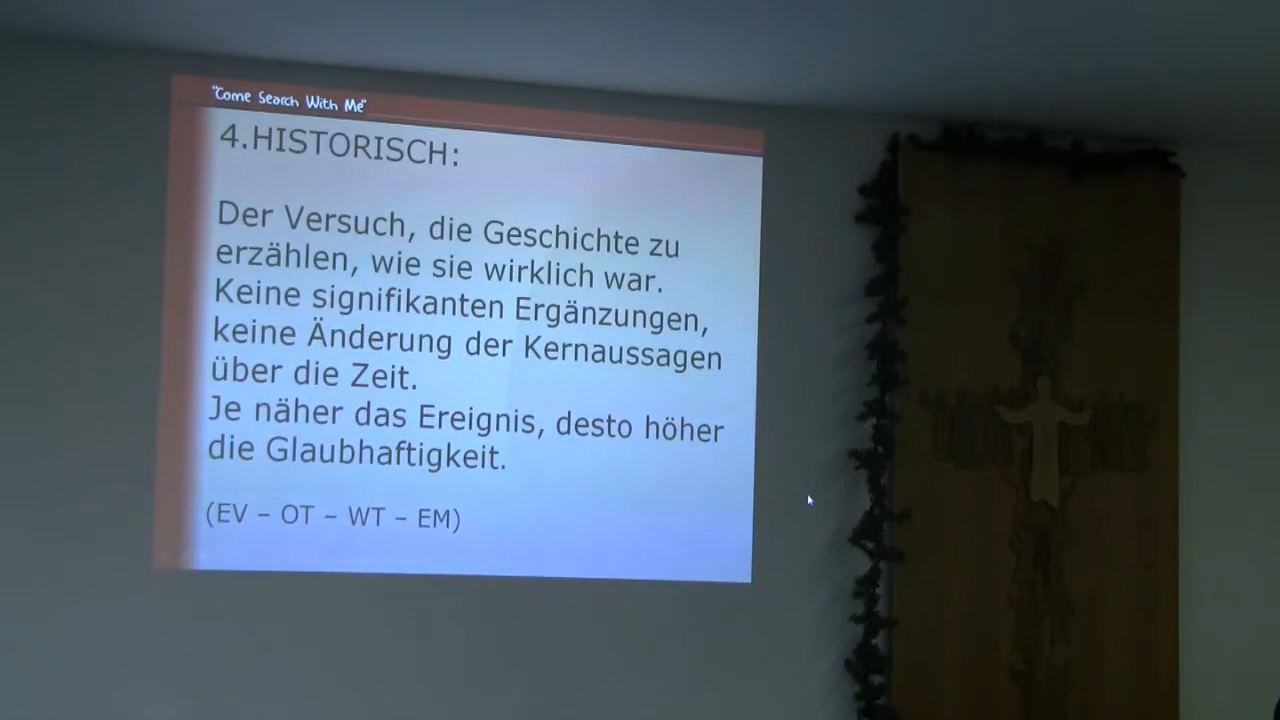 "Come Search With Me"
4.HISTORISCH:
Der Versuch, die Geschichte zu
erzählen, wie sie wirklich war.
Keine signifikanten Ergänzungen,
keine Änderung der Kernaussagen
über die Zeit.
Je näher das Ereignis, desto höher
die Glaubhaftigkeit.
(EV – OT – WT – EM)